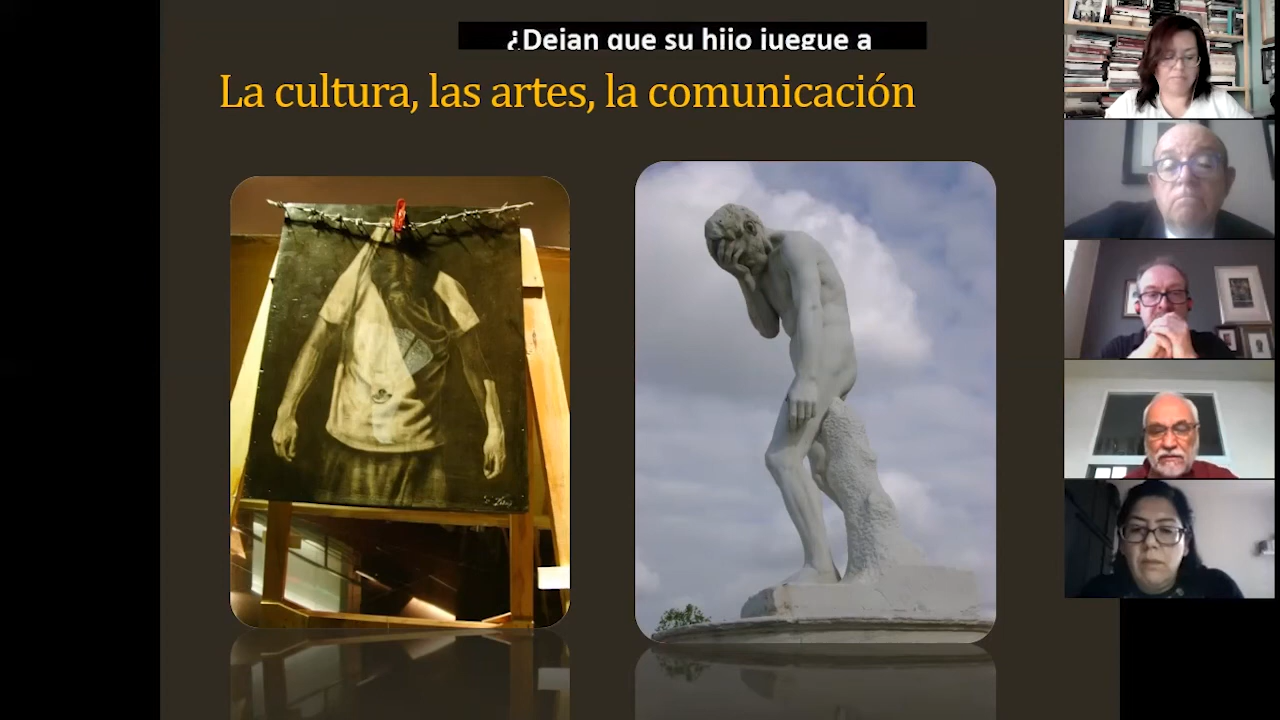 ¿Dejan que su hijo juegue a
La cultura, las artes, la comunicación